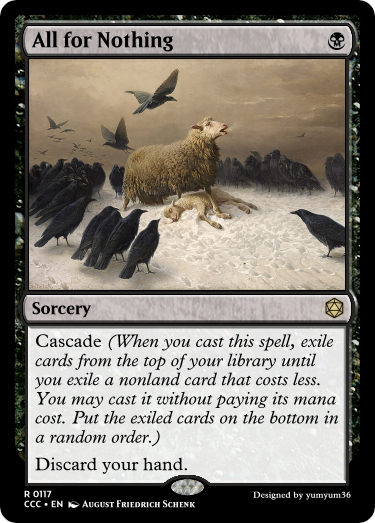 All for Nothing
Sorcery
Cascade (When you cast this spell, exile
cards from the top of your library until
you exile a nonland card that costs less.
You may cast it without paying its mana
cost. Put the exiled cards on the bottom in
a random order.)
Discard your hand.
R 0117
CCC • EN August Friedrich Schenk
Designed by yumyum36